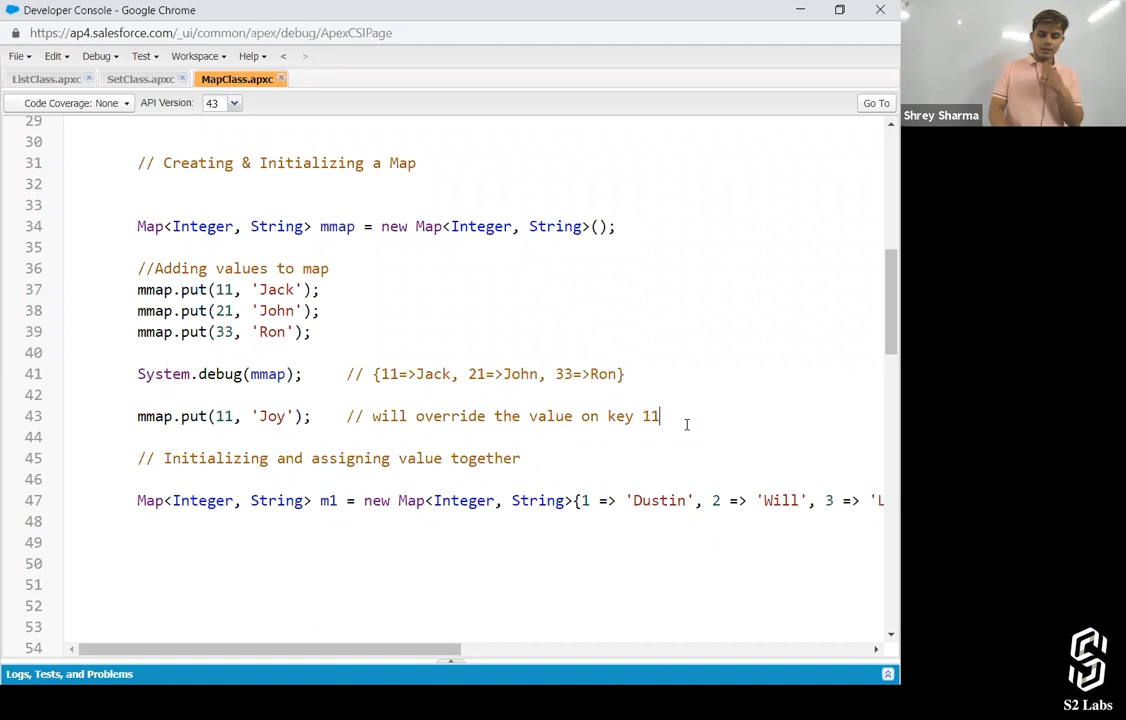 Developer Console - Google Chrome
https://ap4.salesforce.com/_ui/common/apex/debug/ApexCSIPage
File Edit Debug Test Workspace Help < >
ListClass.apxc SetClass.apxc MapClass.apxc
Code Coverage: None API Version: 43 Go To
Shrey Sharma
29
30
31 // Creating & Initializing a Map
32
33
34 Map<Integer, String> mmap = new Map<Integer, String>();
35
36 //Adding values to map
37 mmap.put(11, 'Jack');
38 mmap.put(21, 'John');
39 mmap.put(33, 'Ron');
40
41 System.debug(mmap); // {11=>Jack, 21=>John, 33=>Ron}
42
43 mmap.put(11, 'Joy'); // will override the value on key 11
44
45 // Initializing and assigning value together
46
47 Map<Integer, String> m1 = new Map<Integer, String>{1 => 'Dustin', 2 => 'Will', 3 => 'L
48
49
50
51
52
53
54
Logs, Tests, and Problems
S2 Labs